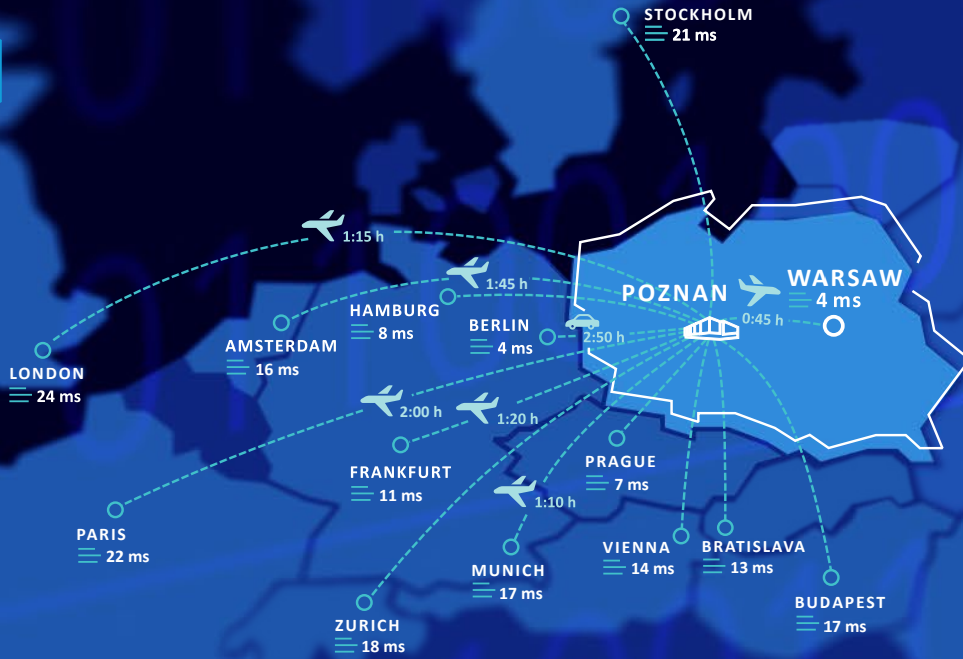 STOCKHOLM
21 ms
1:15 h
1:45 h
POZNAN
WARSAW
4 ms
0:45 h
HAMBURG
8 ms
BERLIN
4 ms
2:50 h
AMSTERDAM
16 ms
LONDON
24 ms
2:00 h
1:20 h
FRANKFURT
11 ms
PRAGUE
7 ms
1:10 h
PARIS
22 ms
MUNICH
17 ms
VIENNA
14 ms
BRATISLAVA
13 ms
BUDAPEST
17 ms
ZURICH
18 ms